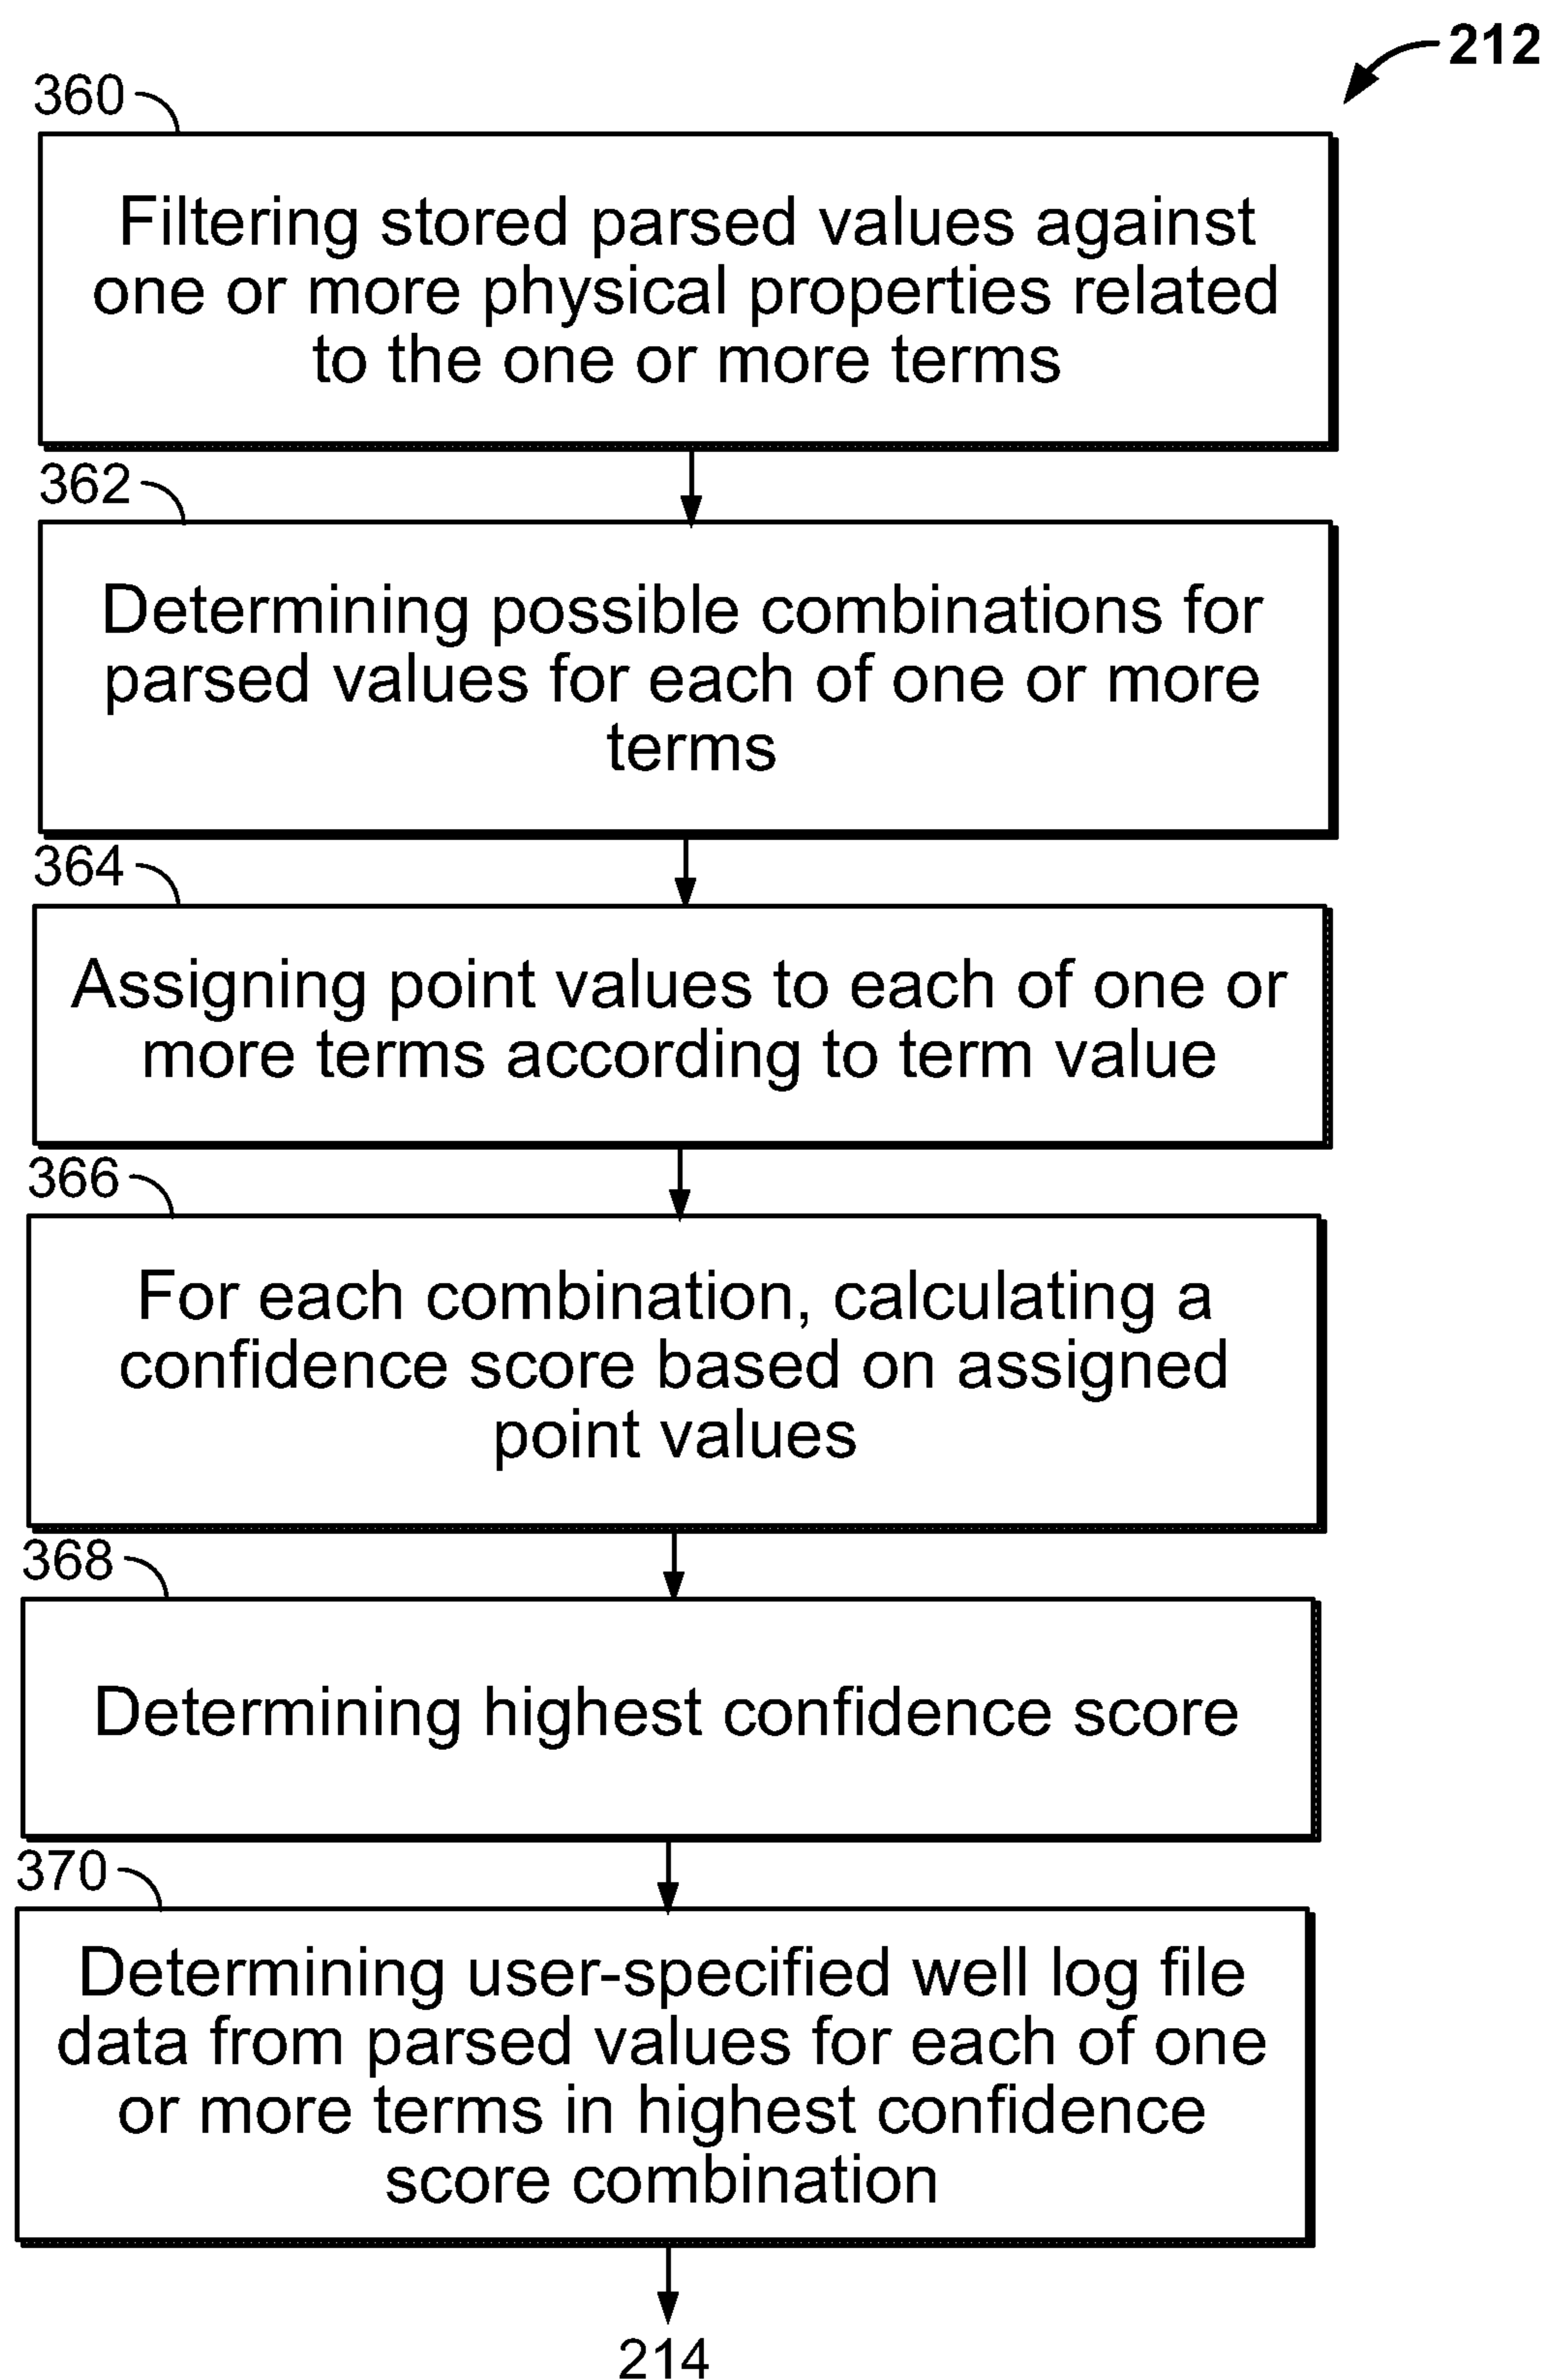 212
360
Filtering stored parsed values against
one or more physical properties related
to the one or more terms
362
Determining possible combinations for
parsed values for each of one or more
terms
364
Assigning point values to each of one or
more terms according to term value
366
For each combination, calculating a
confidence score based on assigned
point values
368
Determining highest confidence score
370
Determining user-specified well log file
data from parsed values for each of one
or more terms in highest confidence
score combination
214